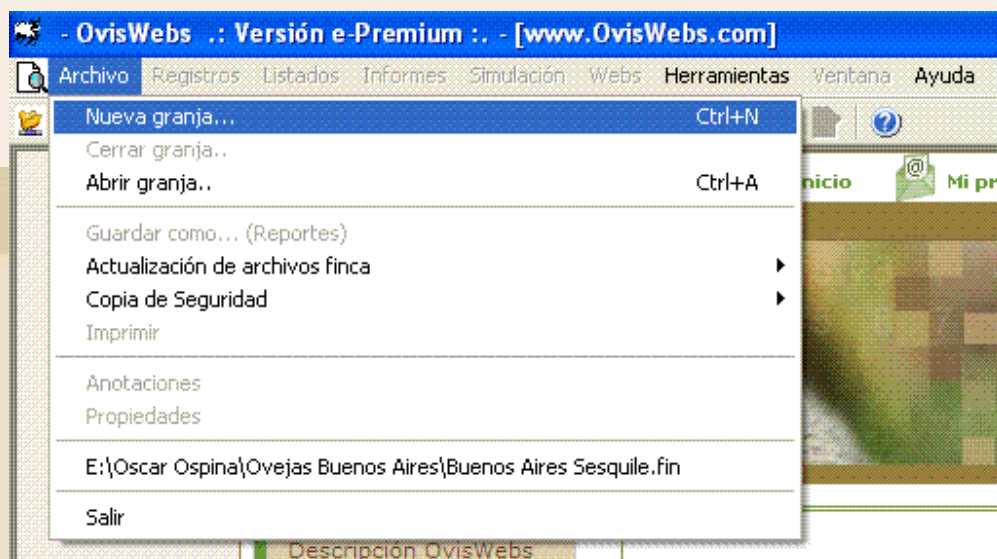 - OvisWebs .: Versión e-Premium :. - [www.OvisWebs.com]
Archivo Registros Listados Informes Simulación Webs Herramientas Ventana Ayuda
Nueva granja... Ctrl+N
Cerrar granja..
Abrir granja.. Ctrl+A
nicio @ Mi pr
Guardar como... (Reportes)
Actualización de archivos finca
Copia de Seguridad
Imprimir
Anotaciones
Propiedades
E:\Oscar Ospina\Ovejas Buenos Aires\Buenos Aires Sesquile.fin
Salir
Descripción OvisWebs